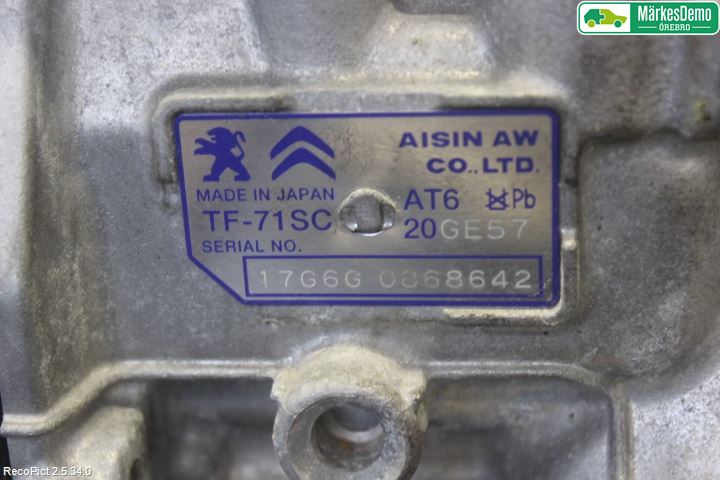 MärkesDemo
ÖREBRO
AISIN AW
CO.,LTD.
MADE IN JAPAN
AT6 Pb
TF-71SC
20GE57
SERIAL NO.
17G6G 0868642
RecoPict 2.5.34.0